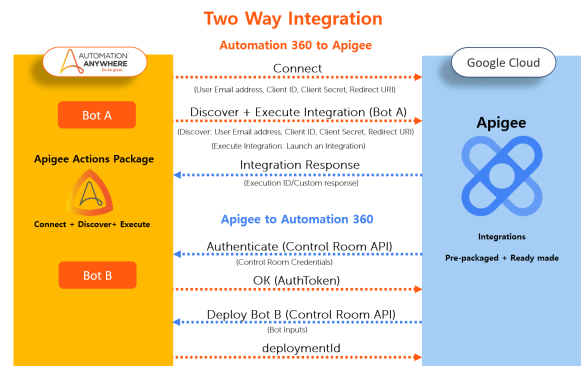 Two Way Integration
AUTOMATION
ANYWHERE
Go be great.
Automation 360 to Apigee
Google Cloud
Connect
(User Email address, Client ID, Client Secret, Redirect URI)
Bot A
Discover + Execute Integration (Bot A)
(Discover: User Email address, Client ID, Client Secret, Redirect URI)
(Execute Integration: Launch an Integration)
Apigee
Apigee Actions Package
Integration Response
(Execution ID/Custom response)
Connect + Discover+ Execute
Apigee to Automation 360
Integrations
Authenticate (Control Room API)
(Control Room Credentials)
Pre-packaged + Ready made
Bot B
OK (AuthToken)
Deploy Bot B (Control Room API)
(Bot Inputs)
deploymentId